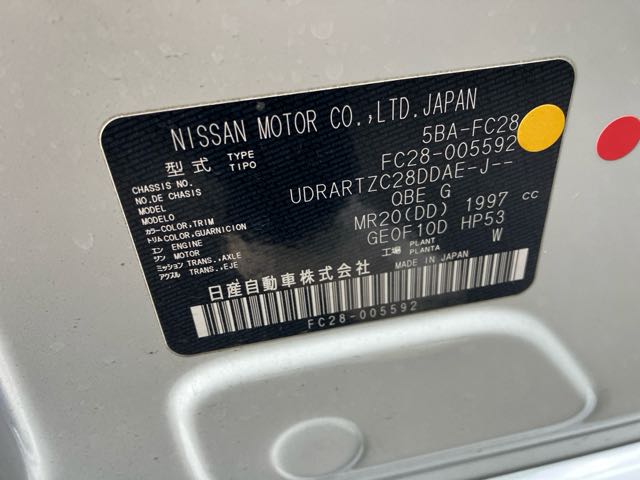 NISSAN MOTOR CO.,LTD.JAPAN
型式 TYPE TIPO 5BA-FC28
CHASSIS NO. NO.DE CHASIS FC28-005592
MODEL MODELO UDRARTZC28DDAE-J--
カラー COLOR,TRIM トリム COLOR,GUARNICION QBE G
エン ENGINE ジン MOTOR MR20(DD) 1997 cc
ミッション TRANS.,AXLE アクスル TRANS.,EJE GE0F10D HP53
工場 PLANT PLANTA W
日産自動車株式会社 MADE IN JAPAN
FC28-005592